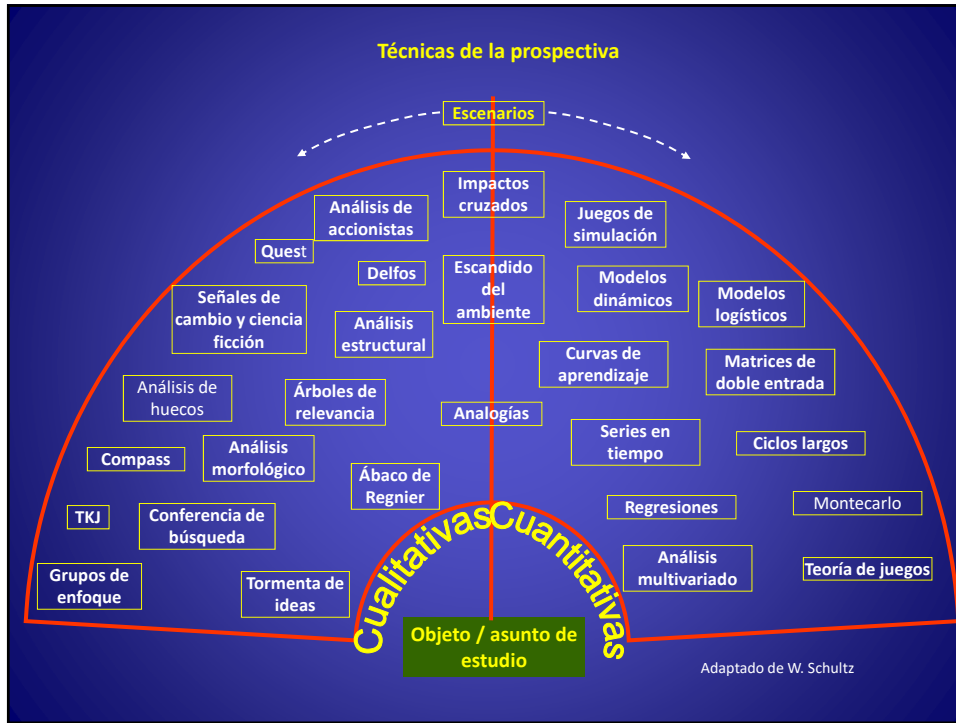 Técnicas de la prospectiva
Escenarios
Impactos
cruzados
Análisis de
accionistas
Juegos de
simulación
Quest
Delfos
Escandido
del
ambiente
Modelos
dinámicos
Modelos
logísticos
Señales de
cambio y ciencia
ficción
Análisis
estructural
Curvas de
aprendizaje
Matrices de
doble entrada
Análisis de
huecos
Árboles de
relevancia
Analogías
Series en
tiempo
Ciclos largos
Compass
Análisis
morfológico
Ábaco de
Regnier
Regresiones
Montecarlo
TKJ
Conferencia de
búsqueda
Cualitativas
Cuantitativas
Análisis
multivariado
Teoría de juegos
Grupos de
enfoque
Tormenta de
ideas
Objeto / asunto de
estudio
Adaptado de W. Schultz